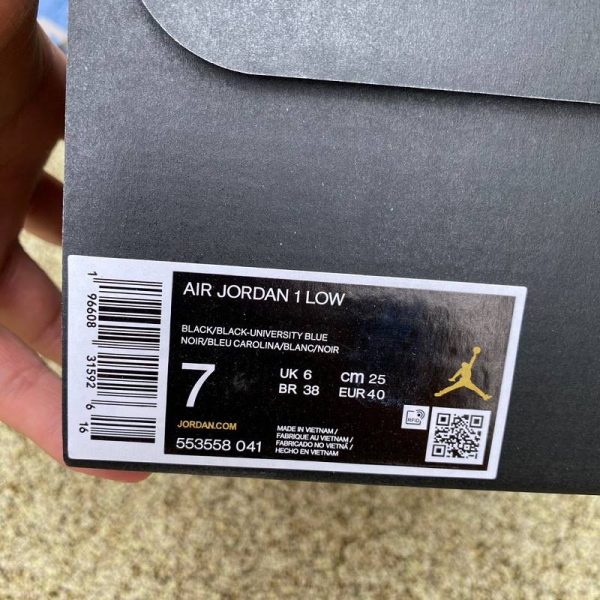 AIR JORDAN 1 LOW
BLACK/BLACK-UNIVERSITY BLUE
NOIR/BLEU CAROLINA/BLANC/NOIR
7
UK 6 cm 25
BR 38 EUR 40
JORDAN.COM
553558 041
MADE IN VIETNAM /
FABRIQUE AU VIETNAM /
FABRICADO NO VIETNÃ /
HECHO EN VIETNAM
RFID
1 96608 31592 6 16